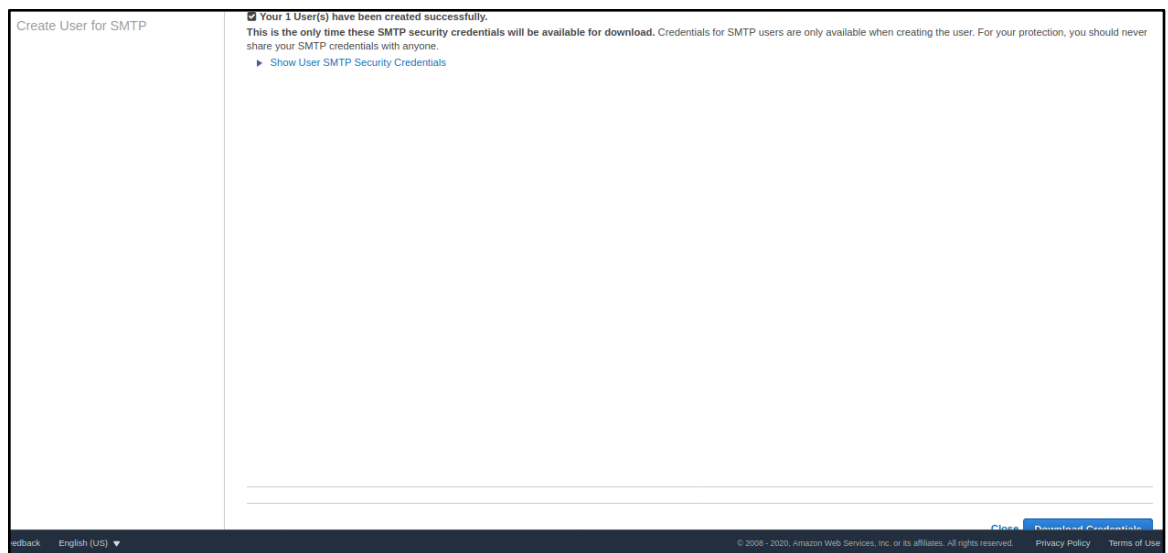 Create User for SMTP
Your 1 User(s) have been created successfully.
This is the only time these SMTP security credentials will be available for download. Credentials for SMTP users are only available when creating the user. For your protection, you should never
share your SMTP credentials with anyone.
Show User SMTP Security Credentials
Close Download Credentials
edback English (US) © 2008 - 2020, Amazon Web Services, Inc. or its affiliates. All rights reserved. Privacy Policy Terms of Use